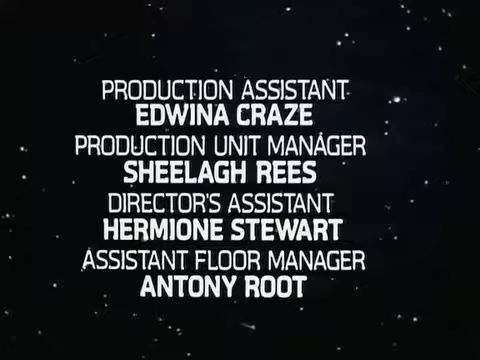 PRODUCTION ASSISTANT
EDWINA CRAZE
PRODUCTION UNIT MANAGER
SHEELAGH REES
DIRECTOR'S ASSISTANT
HERMIONE STEWART
ASSISTANT FLOOR MANAGER
ANTONY ROOT